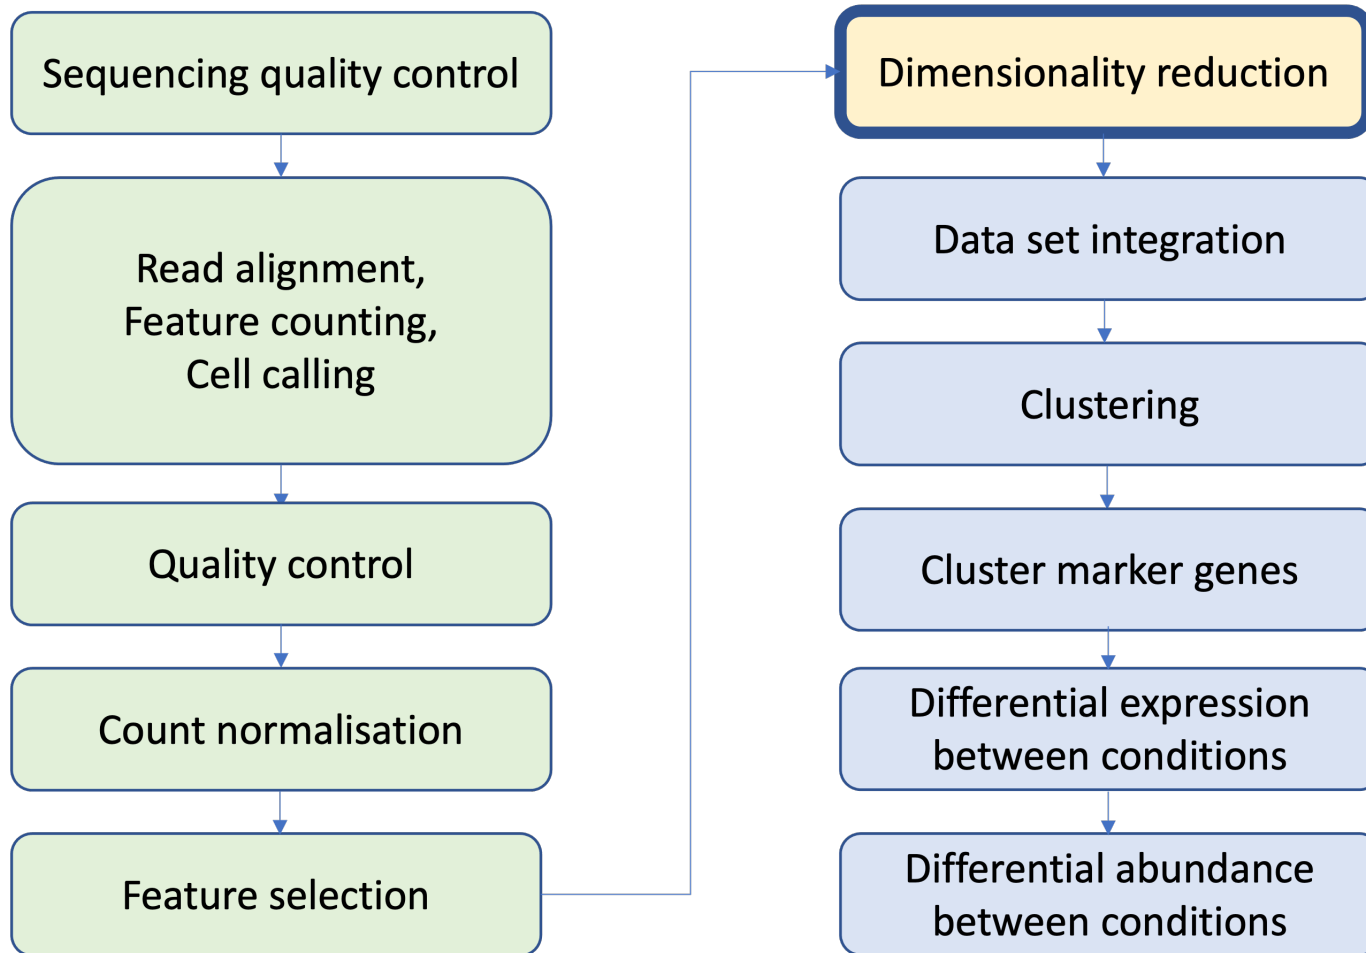 Sequencing quality control
Read alignment,
Feature counting,
Cell calling
Quality control
Count normalisation
Feature selection
Dimensionality reduction
Data set integration
Clustering
Cluster marker genes
Differential expression
between conditions
Differential abundance
between conditions